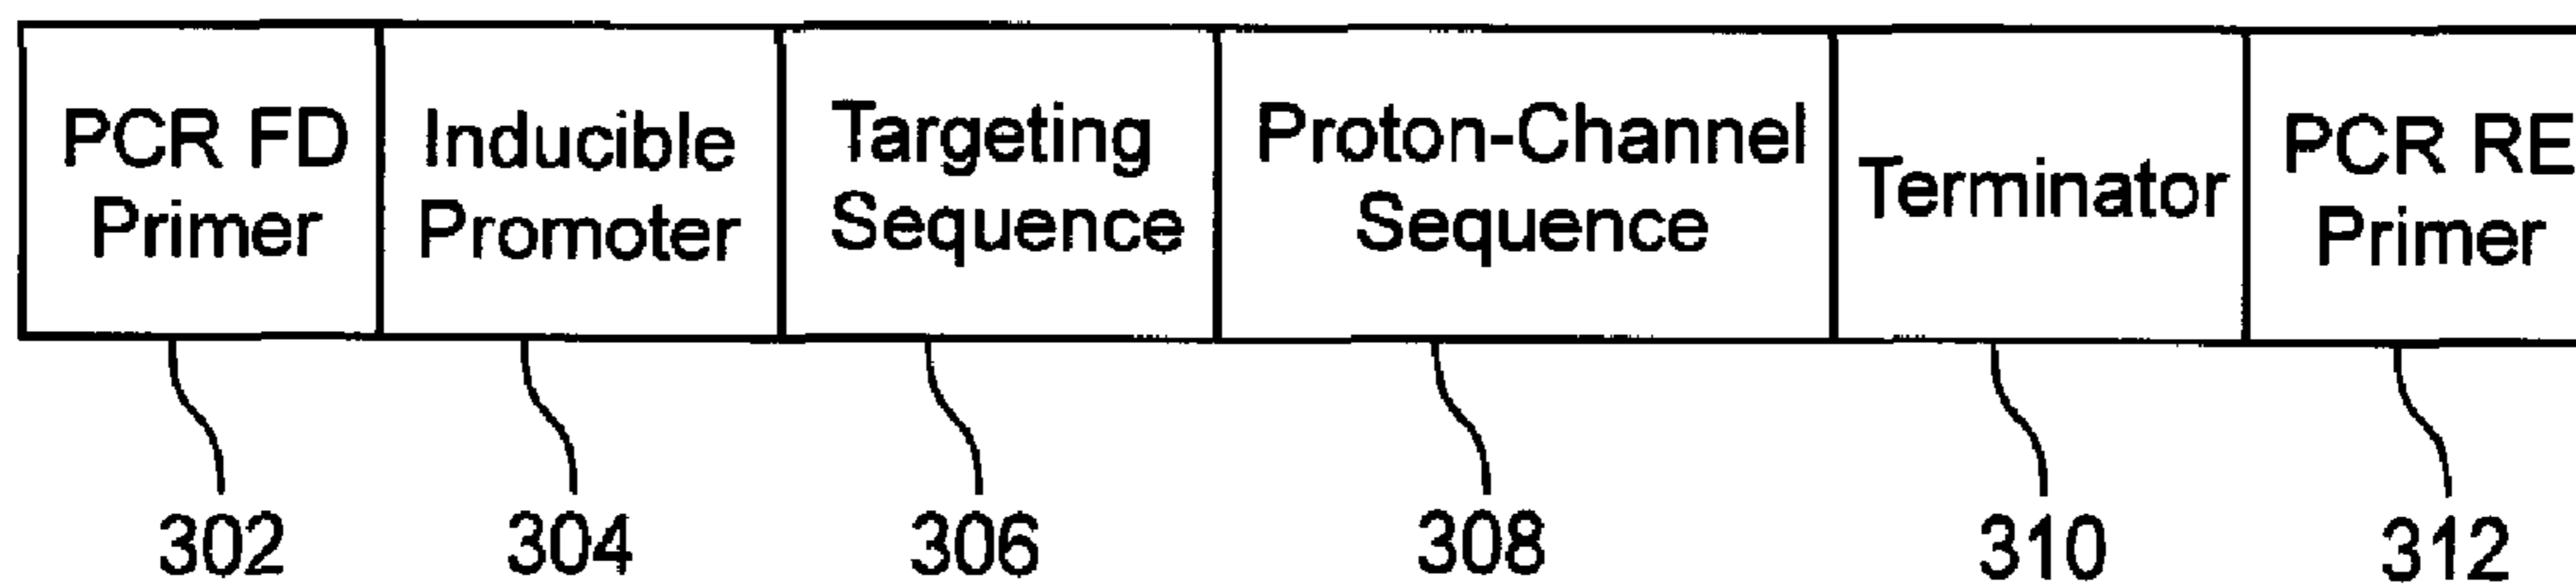 PCR FD
Primer
Inducible
Promoter
Targeting
Sequence
Proton-Channel
Sequence
Terminator
PCR RE
Primer
302
304
306
308
310
312